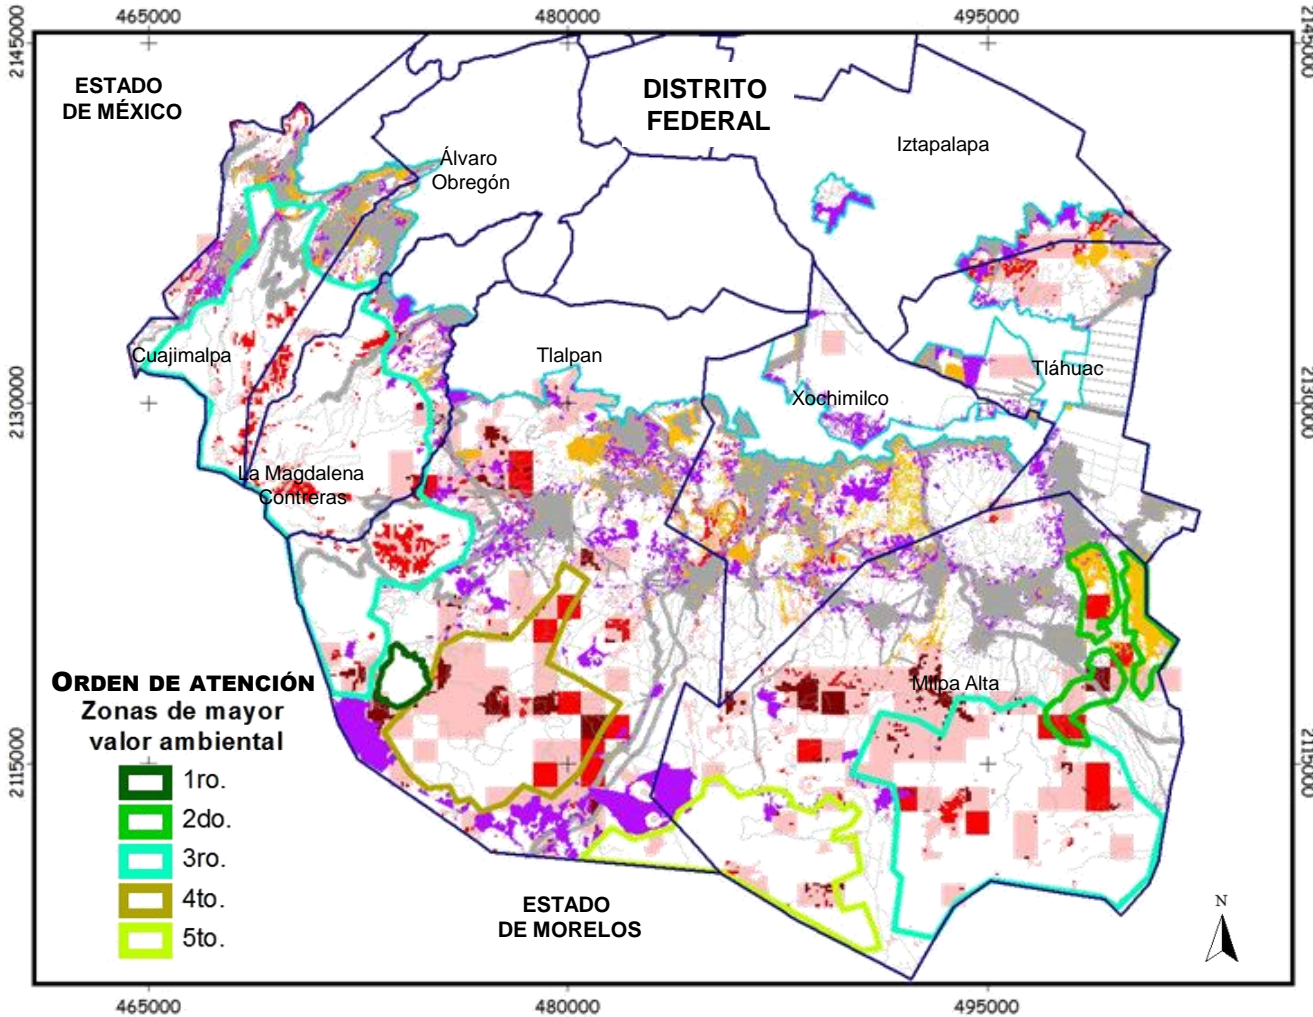 465000
480000
495000
2145000
2145000
ESTADO
DE MÉXICO
DISTRITO
FEDERAL
Iztapalapa
Álvaro
Obregón
Cuajimalpa
Tlalpan
Tláhuac
Xochimilco
2130000
2130000
La Magdalena
Contreras
Milpa Alta
ORDEN DE ATENCIÓN
Zonas de mayor
valor ambiental
1ro.
2do.
3ro.
4to.
5to.
2115000
2115000
ESTADO
DE MORELOS
N
465000
480000
495000